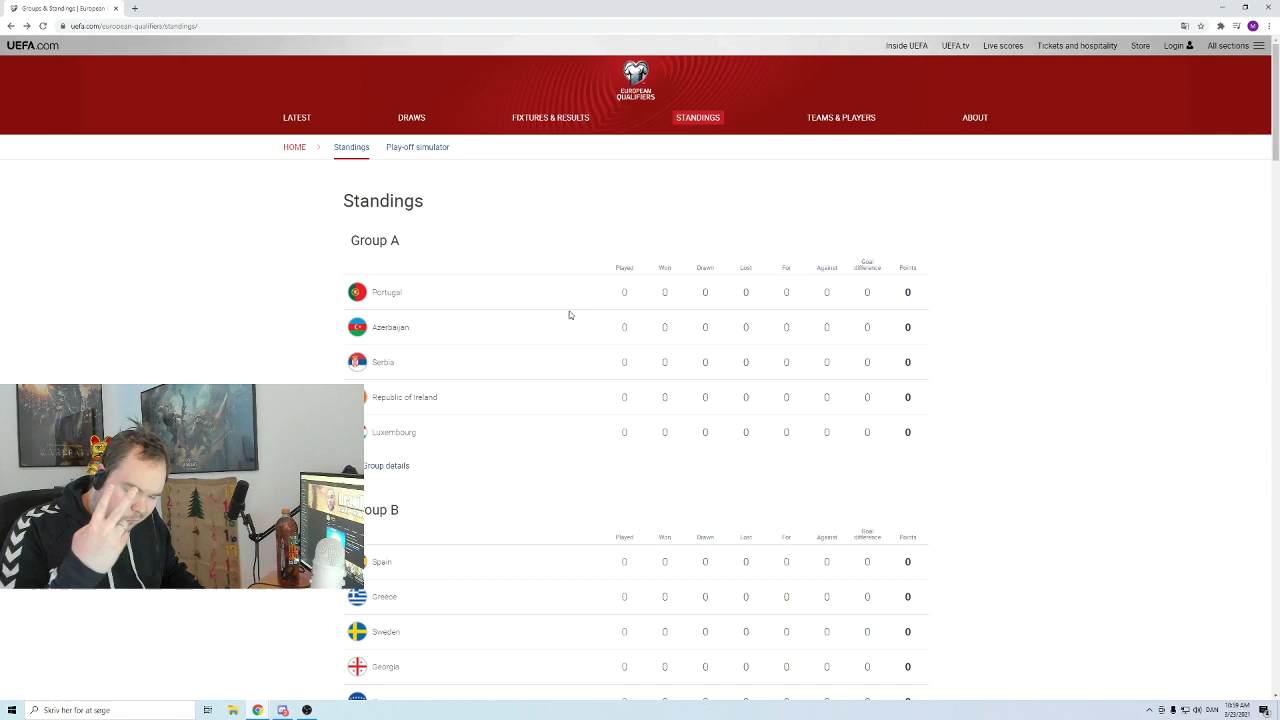 Groups & Standings | European
uefa.com/european-qualifiers/standings/
M
UEFA.com
Inside UEFA UEFA.tv Live scores Tickets and hospitality Store Login All sections
EUROPEAN
QUALIFIERS
LATEST DRAWS FIXTURES & RESULTS STANDINGS TEAMS & PLAYERS ABOUT
HOME Standings Play-off simulator
Standings
Group A
Played Won Drawn Lost For Against Goal difference Points
Portugal 0 0 0 0 0 0 0 0
Azerbaijan 0 0 0 0 0 0 0 0
Serbia 0 0 0 0 0 0 0 0
Republic of Ireland 0 0 0 0 0 0 0 0
Luxembourg 0 0 0 0 0 0 0 0
Group details
oup B
Played Won Drawn Lost For Against Goal difference Points
Spain 0 0 0 0 0 0 0 0
Greece 0 0 0 0 0 0 0 0
Sweden 0 0 0 0 0 0 0 0
Georgia 0 0 0 0 0 0 0 0
Skriv her for at søge
DAN
10:59 AM
3/23/2021